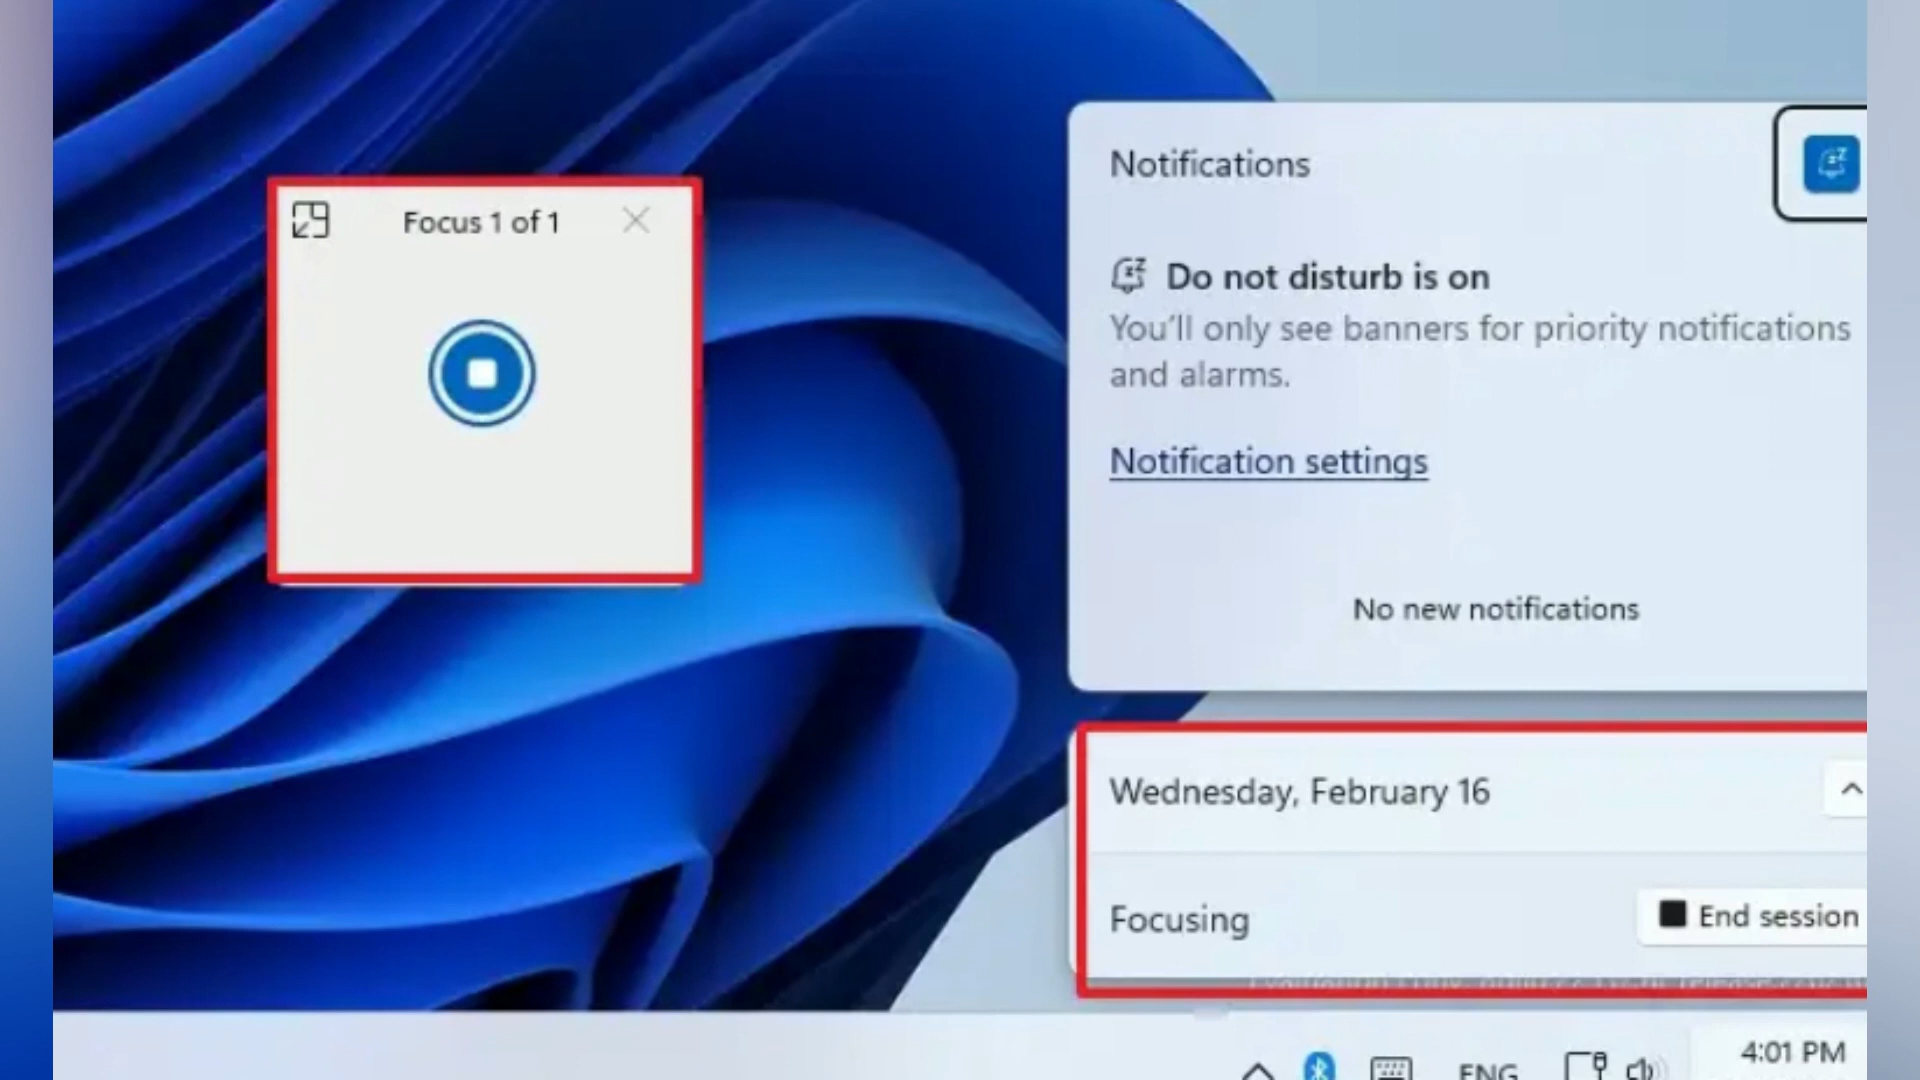 Focus 1 of 1
Notifications
Do not disturb is on
You'll only see banners for priority notifications
and alarms.
Notification settings
No new notifications
Wednesday, February 16
Focusing
End session
ENG
4:01 PM